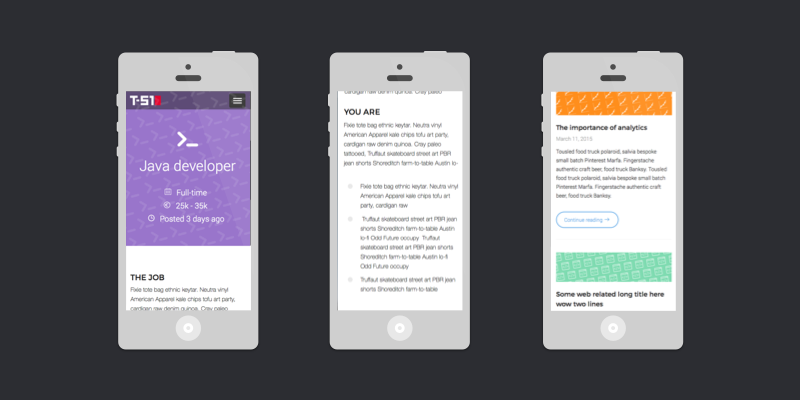 T-51
Java developer
Full-time
25k - 35k
Posted 3 days ago
THE JOB
Fixie tote bag ethnic keytar. Neutra vinyl
American Apparel kale chips tofu art party,
cardigan raw denim quinoa. Cray paleo
tattooed, Truffaut skateboard street art PBR
cardigan raw denim quinoa. Cray paleo
YOU ARE
Fixie tote bag ethnic keytar. Neutra vinyl
American Apparel kale chips tofu art party,
cardigan raw denim quinoa. Cray paleo
tattooed, Truffaut skateboard street art PBR
jean shorts Shoreditch farm-to-table Austin lo-
Fixie tote bag ethnic keytar. Neutra vinyl
American Apparel kale chips tofu art
party, cardigan raw
Truffaut skateboard street art PBR jean
shorts Shoreditch farm-to-table Austin
lo-fi Odd Future occupy Truffaut
skateboard street art PBR jean shorts
Shoreditch farm-to-table Austin lo-fi
Odd Future occupy
Truffaut skateboard street art PBR jean
shorts Shoreditch farm-to-table
The importance of analytics
March 11, 2015
Tousled food truck polaroid, salvia bespoke
small batch Pinterest Marfa. Fingerstache
authentic craft beer, food truck Banksy. Tousled
food truck polaroid, salvia bespoke small batch
Pinterest Marfa. Fingerstache authentic craft
beer, food truck Banksy.
Continue reading →
Some web related long title here
wow two lines